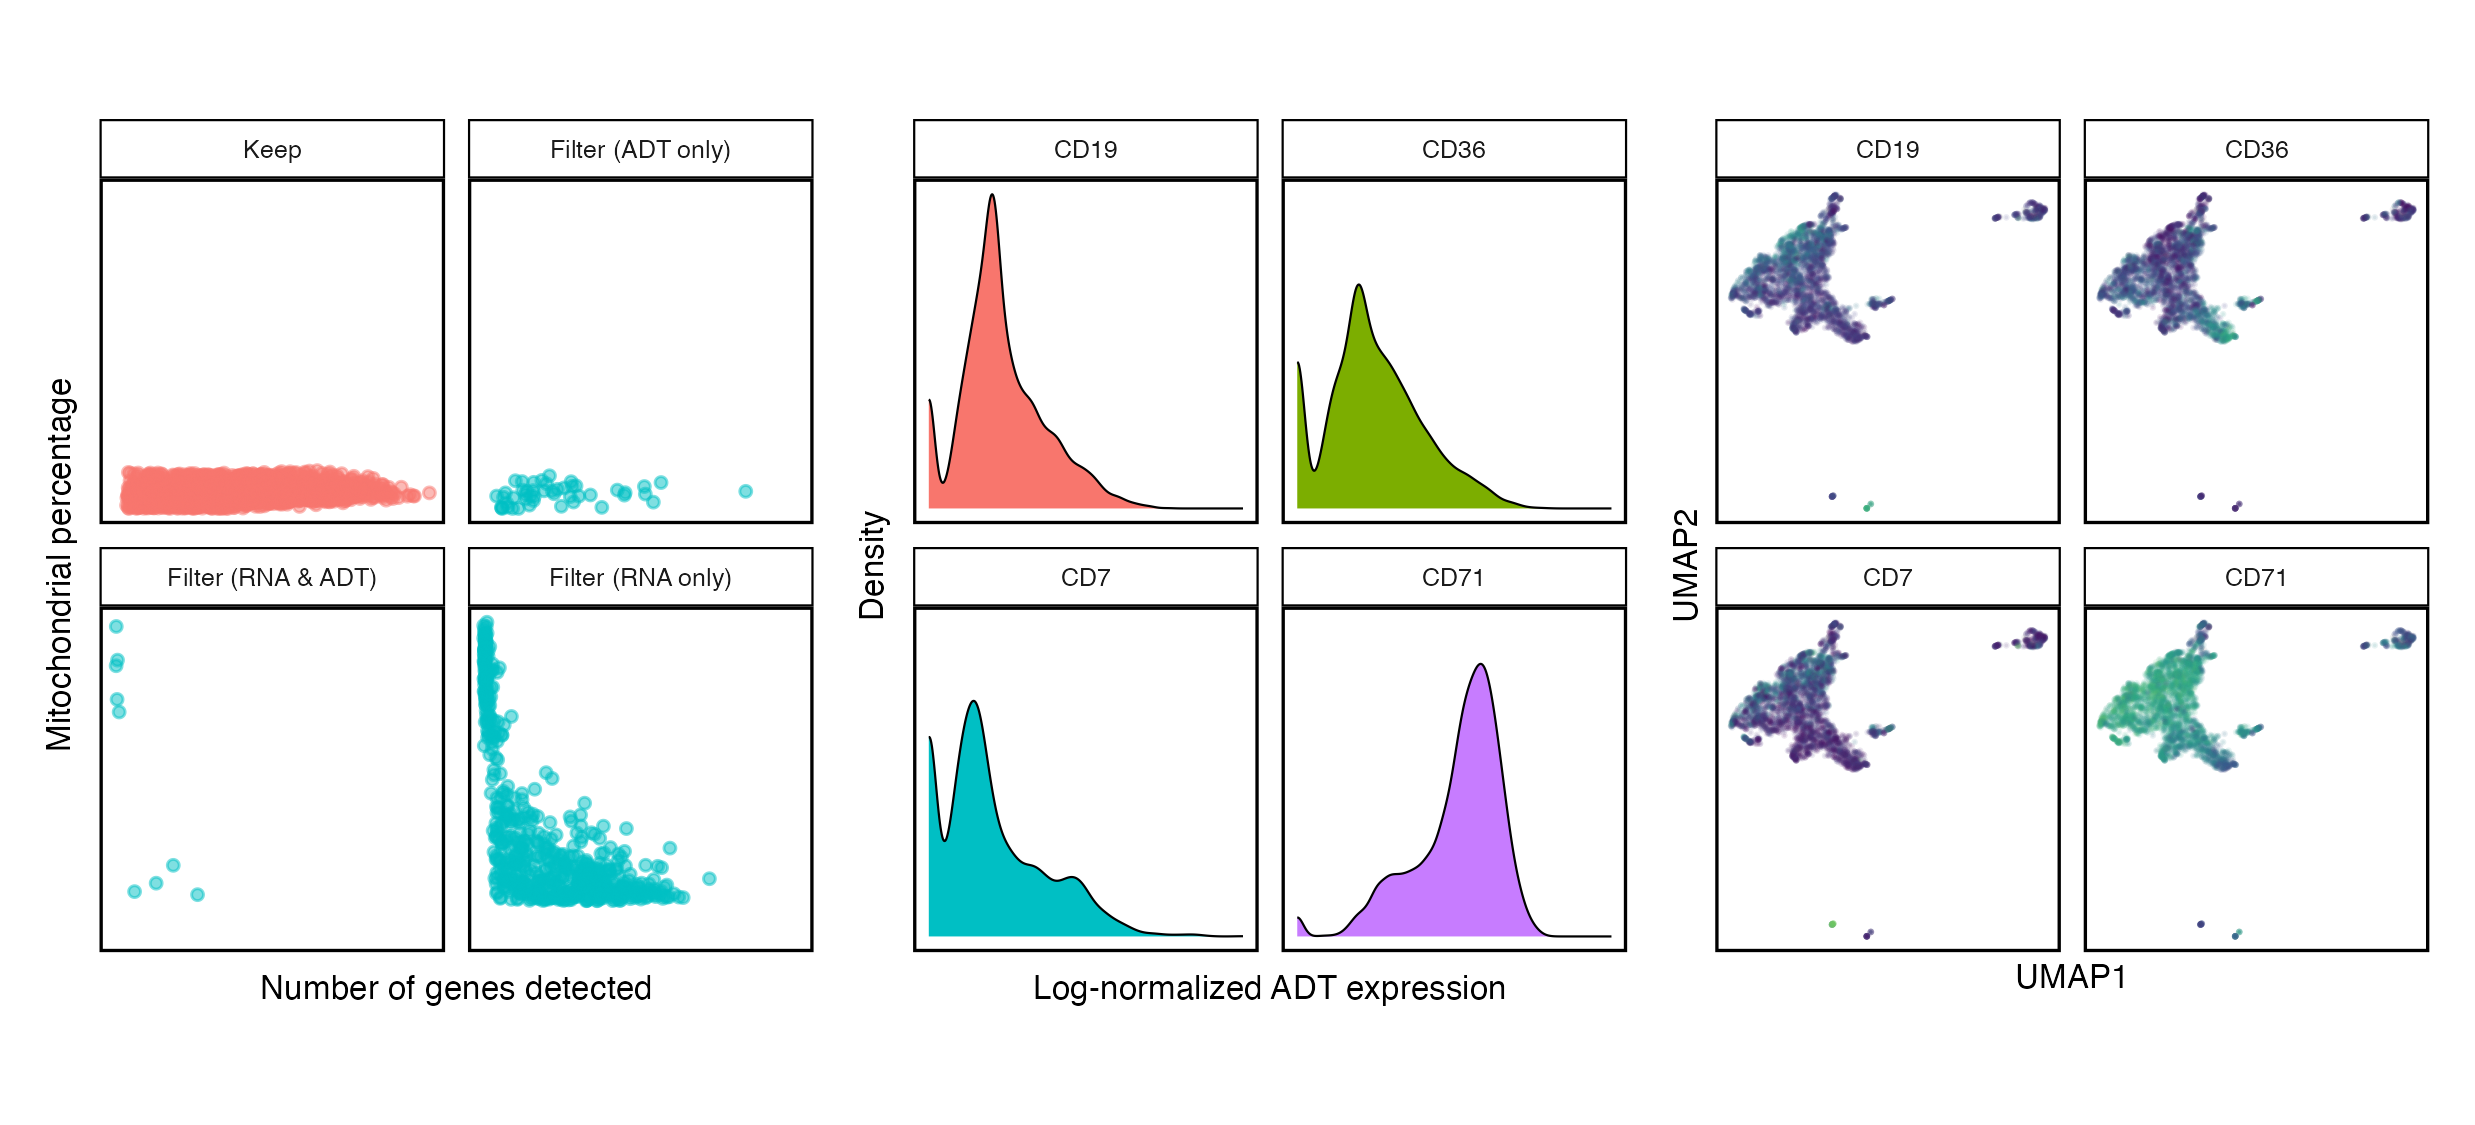 Mitochondrial percentage
Keep
Filter (ADT only)
Filter (RNA & ADT)
Filter (RNA only)
Number of genes detected
Density
CD19
CD36
CD7
CD71
Log-normalized ADT expression
UMAP2
CD19
CD36
CD7
CD71
UMAP1